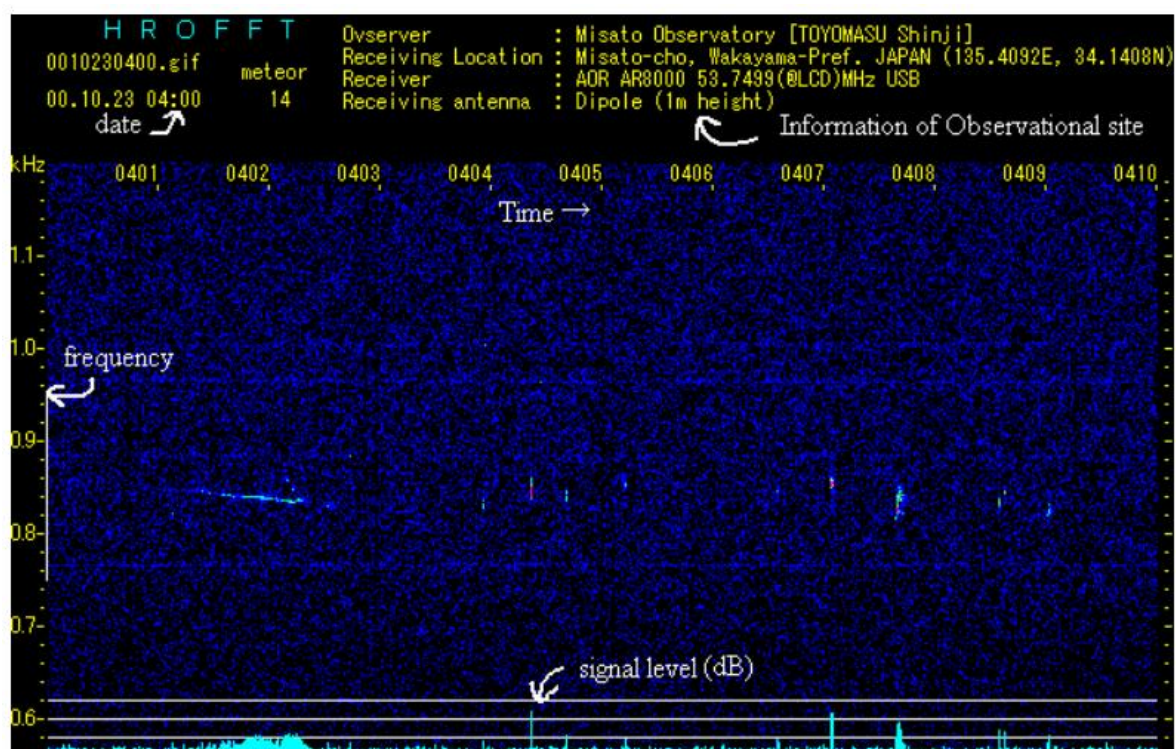 H R O F F T
0010230400.gif
meteor
00.10.23 04:00
14
Ovserver : Misato Observatory [TOYOMASU Shinji]
Receiving Location : Misato-cho, Wakayama-Pref. JAPAN (135.4092E, 34.1408N)
Receiver : AOR AR8000 53.7499(@LCD)MHz USB
Receiving antenna : Dipole (1m height)
date
Information of Observational site
kHz
0401 0402 0403 0404 0405 0406 0407 0408 0409 0410
Time →
1.1
1.0
frequency
0.9
0.8
0.7
signal level (dB)
0.6